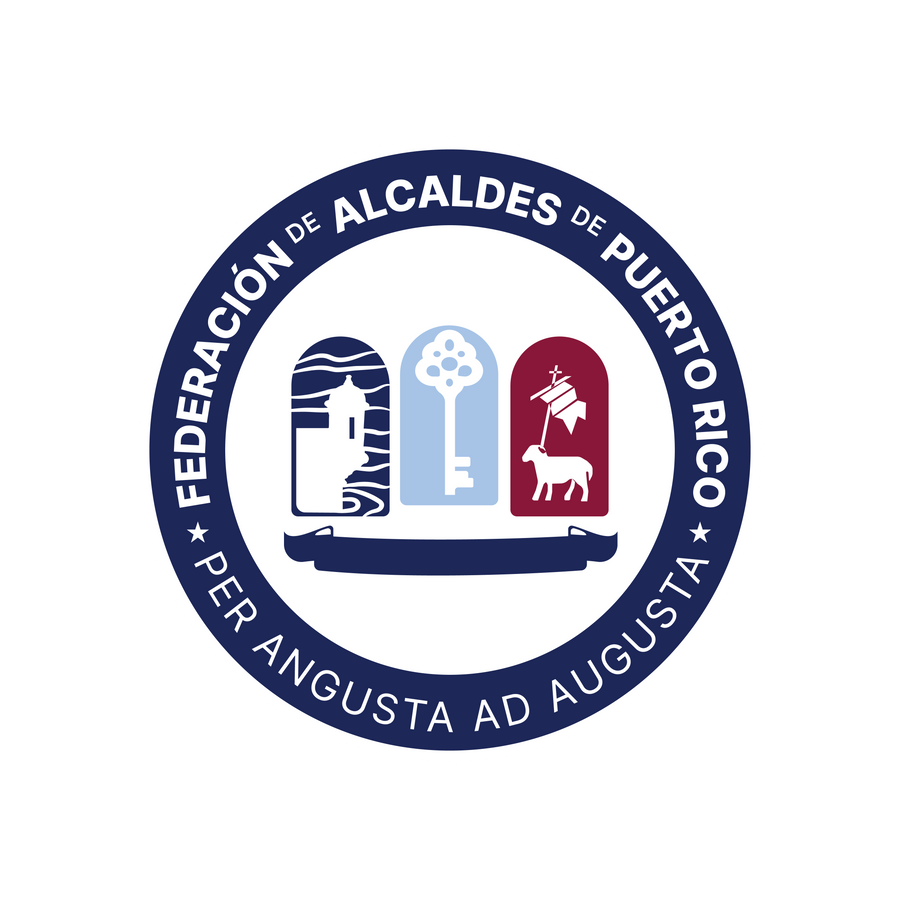 FEDERACIÓN DE ALCALDES DE PUERTO RICO
PER ANGUSTA AD AUGUSTA